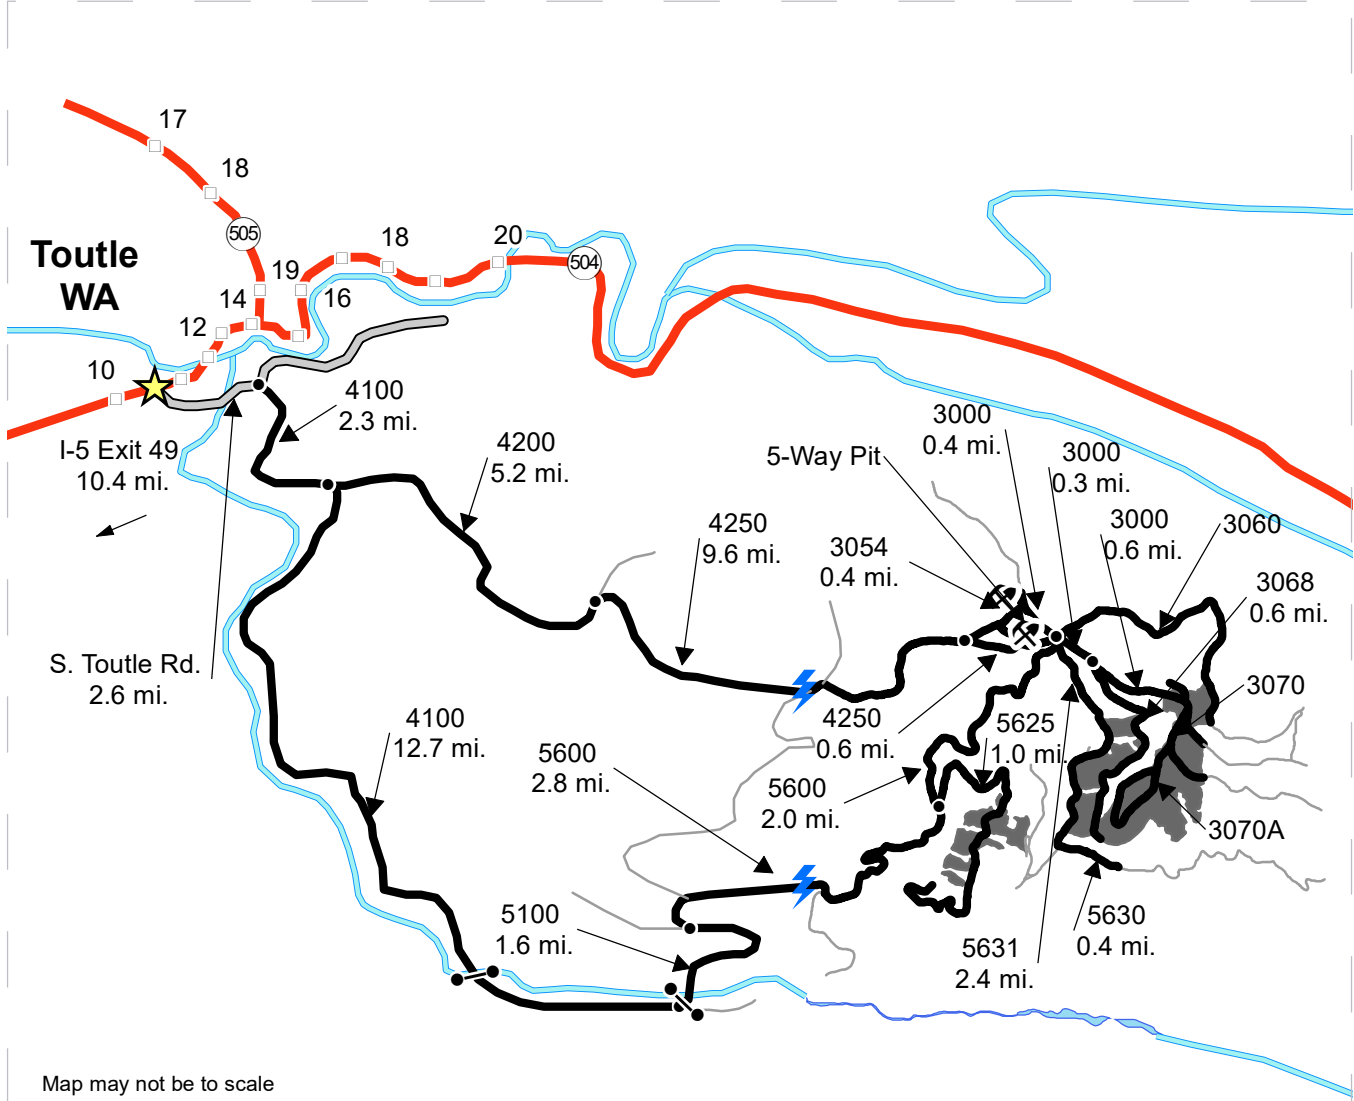 17
18
505
Toutle
WA
18
20
504
19
16
14
12
10
4100
2.3 mi.
I-5 Exit 49
10.4 mi.
4200
5.2 mi.
3000
0.4 mi.
5-Way Pit
3000
0.3 mi.
3000
0.6 mi.
3060
4250
9.6 mi.
3054
0.4 mi.
3068
0.6 mi.
S. Toutle Rd.
2.6 mi.
3070
4100
12.7 mi.
4250
0.6 mi.
5625
1.0 mi.
5600
2.8 mi.
5600
2.0 mi.
3070A
5100
1.6 mi.
5630
0.4 mi.
5631
2.4 mi.
Map may not be to scale